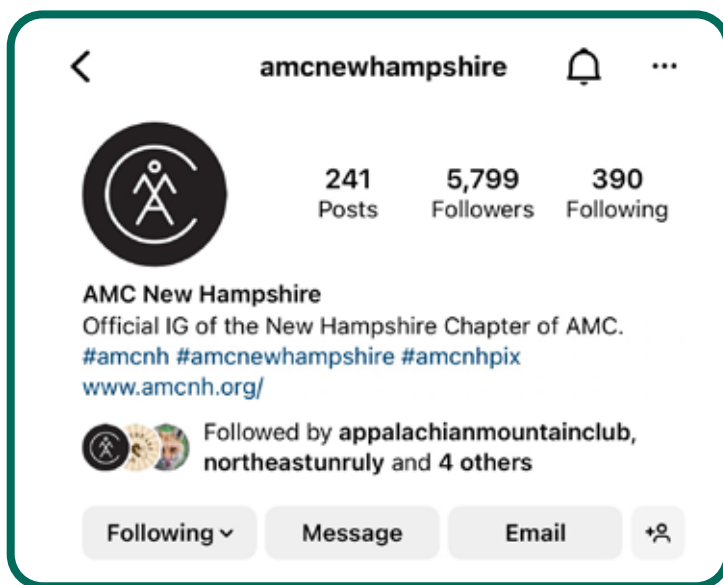 amcnewhampshire
241 5,799 390
Posts Followers Following
AMC New Hampshire
Official IG of the New Hampshire Chapter of AMC.
#amcnh #amcnewhampshire #amcnhpix
www.amcnh.org/
Followed by appalachianmountainclub,
northeastunruly and 4 others
Following Message Email